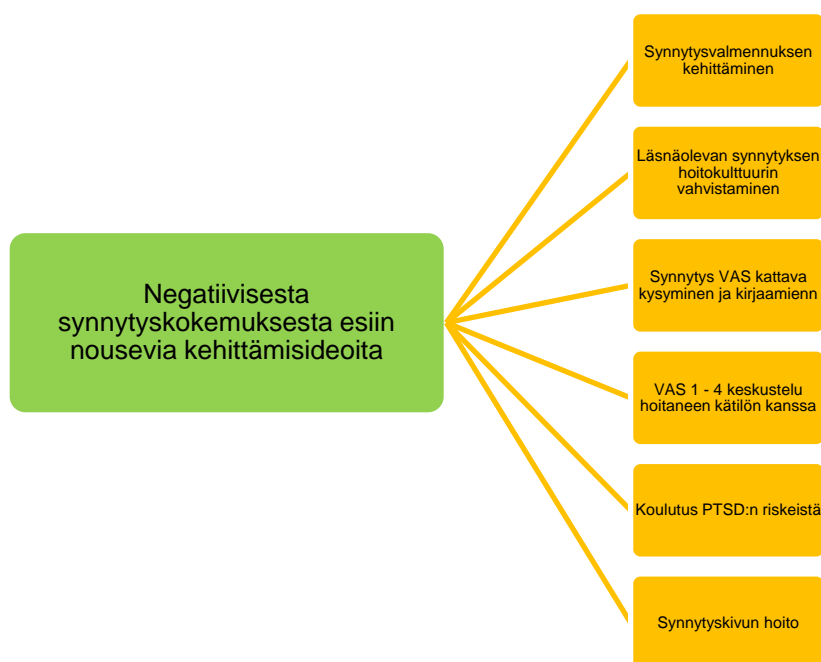 Negatiivisesta
synnytyskokemuksesta esiin
nousevia kehittämisideoita
Synnytysvalmennuksen
kehittäminen
Läsnäolevan synnytyksen
hoitokulttuurin
vahvistaminen
Synnytys VAS kattava
kysyminen ja kirjaamienn
VAS 1 - 4 keskustelu
hoitaneen kätilön kanssa
Koulutus PTSD:n riskeistä
Synnytyskivun hoito